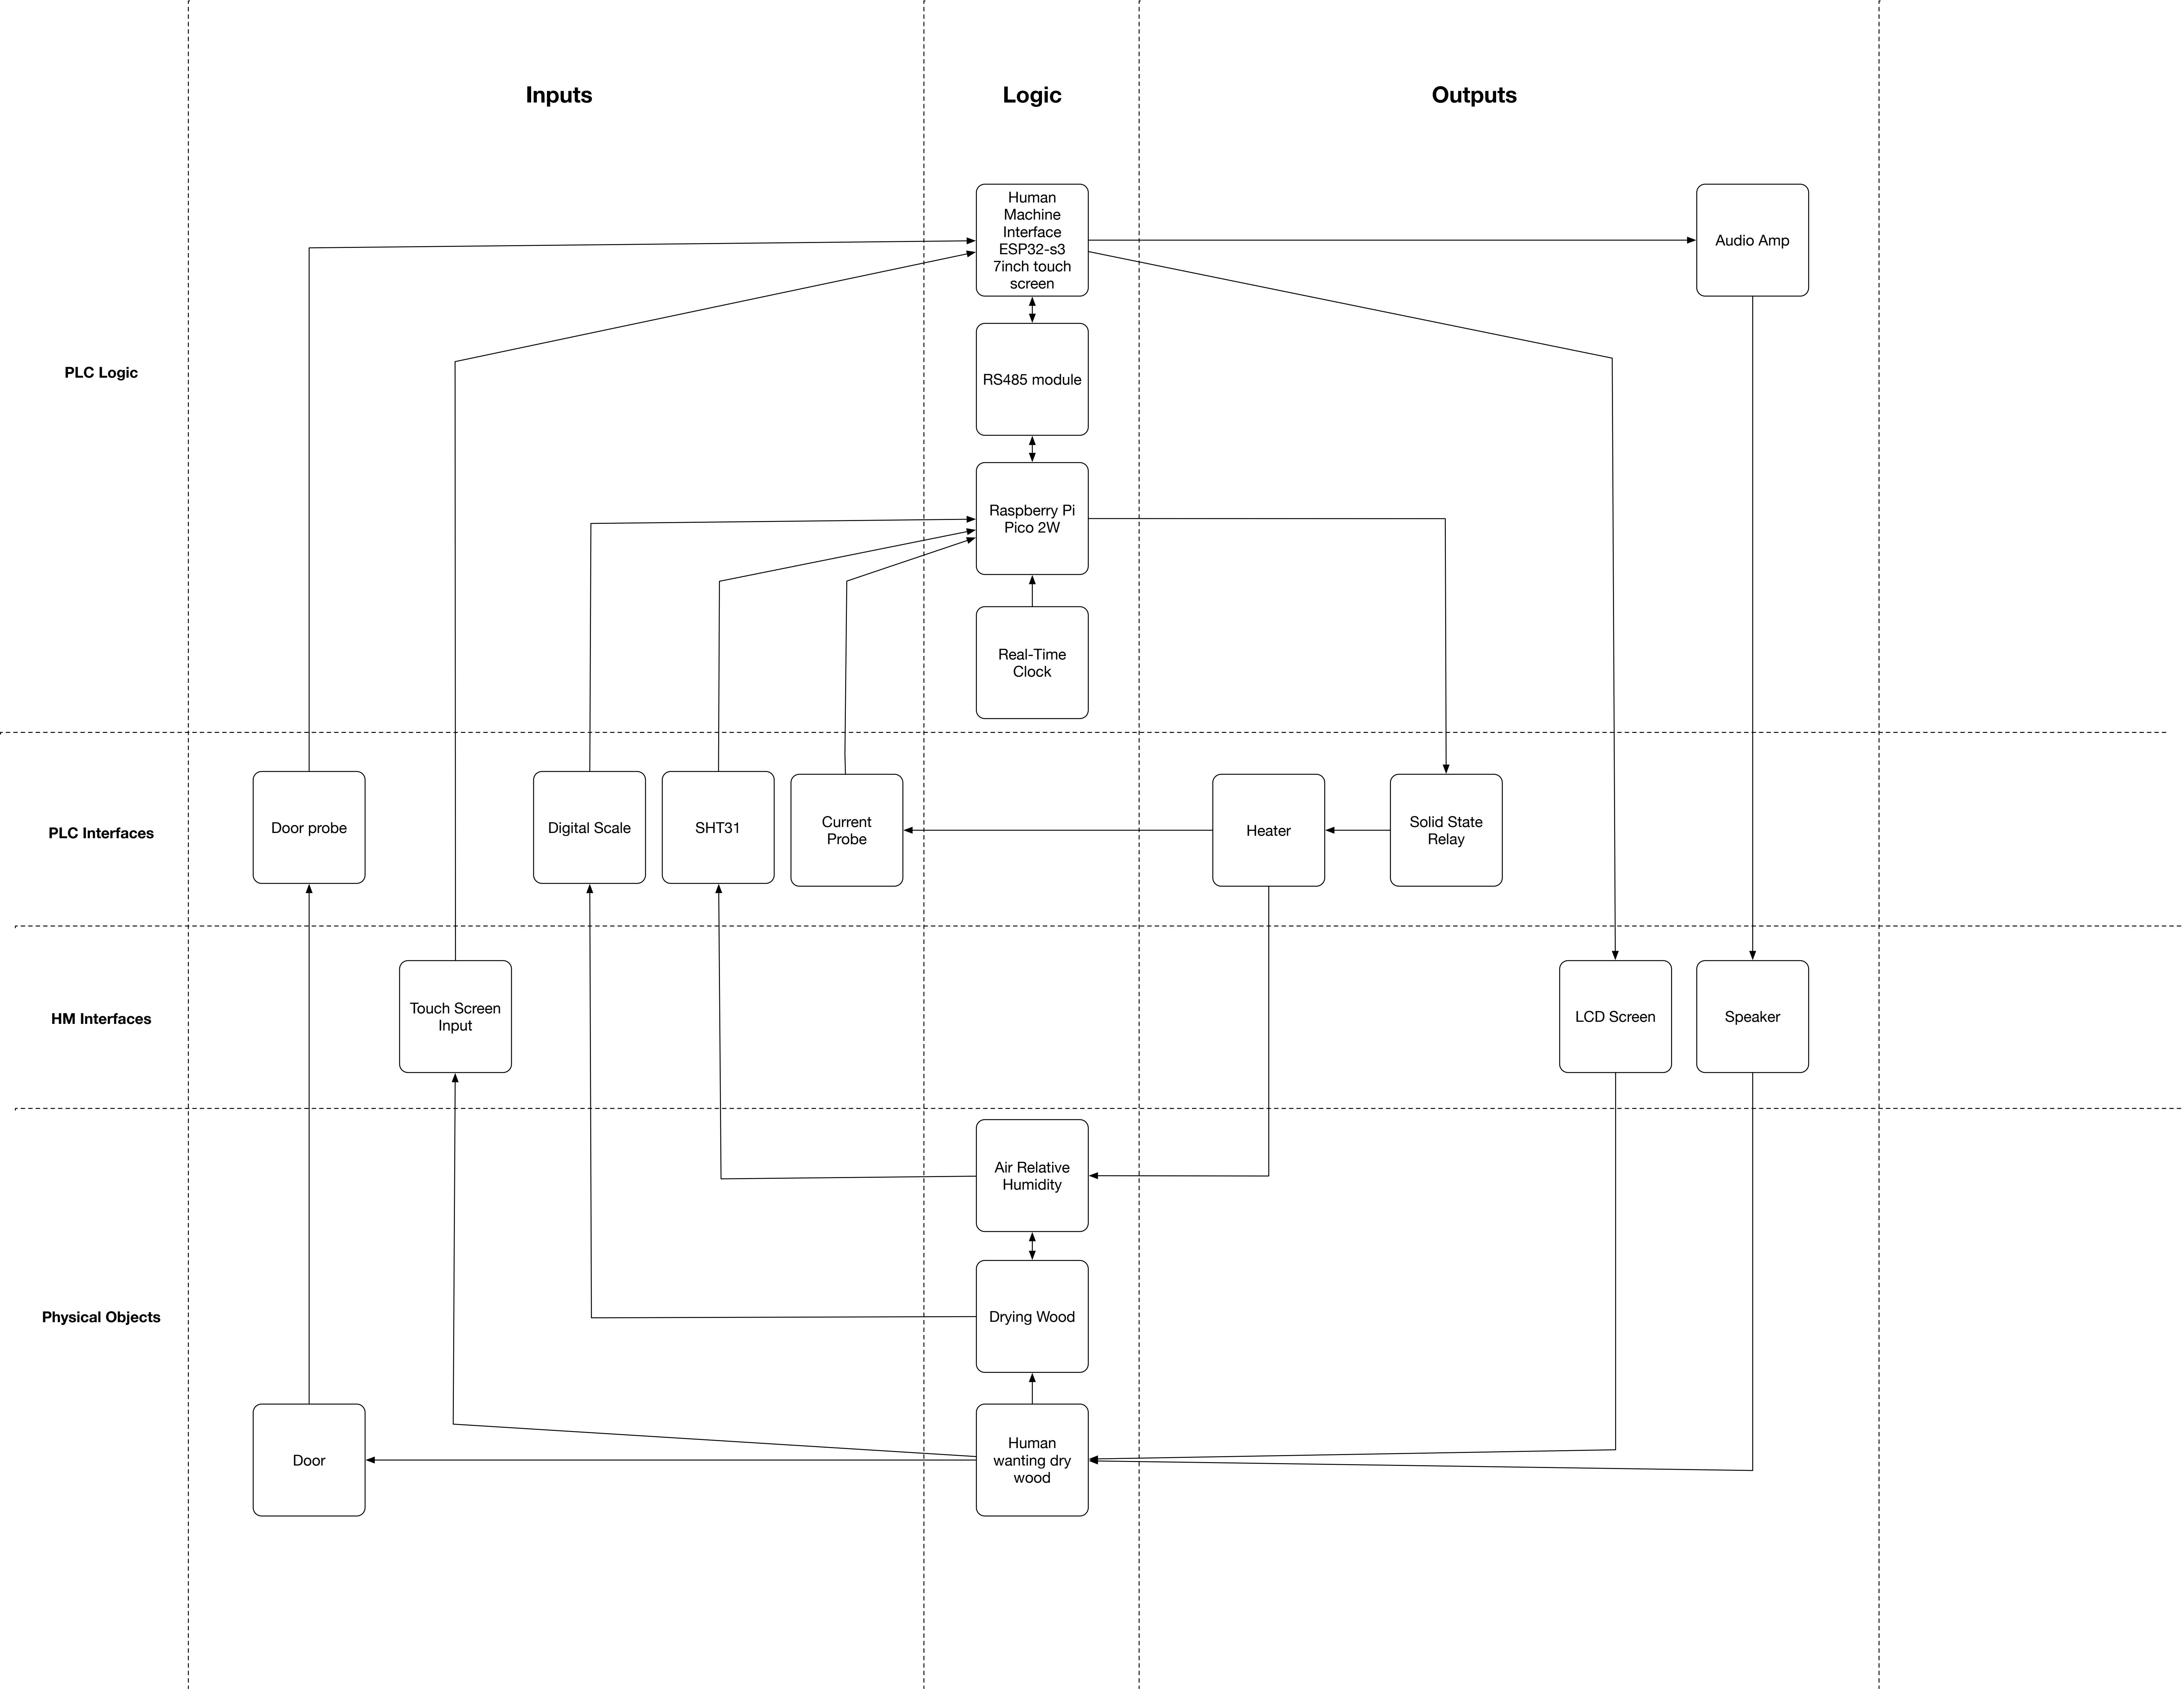 Inputs
Logic
Outputs
Human
Machine
Interface
ESP32-s3
7inch touch
screen
Audio Amp
PLC Logic
RS485 module
Raspberry Pi
Pico 2W
Real-Time
Clock
PLC Interfaces
Door probe
Digital Scale
SHT31
Current
Probe
Heater
Solid State
Relay
HM Interfaces
Touch Screen
Input
LCD Screen
Speaker
Air Relative
Humidity
Physical Objects
Drying Wood
Door
Human
wanting dry
wood